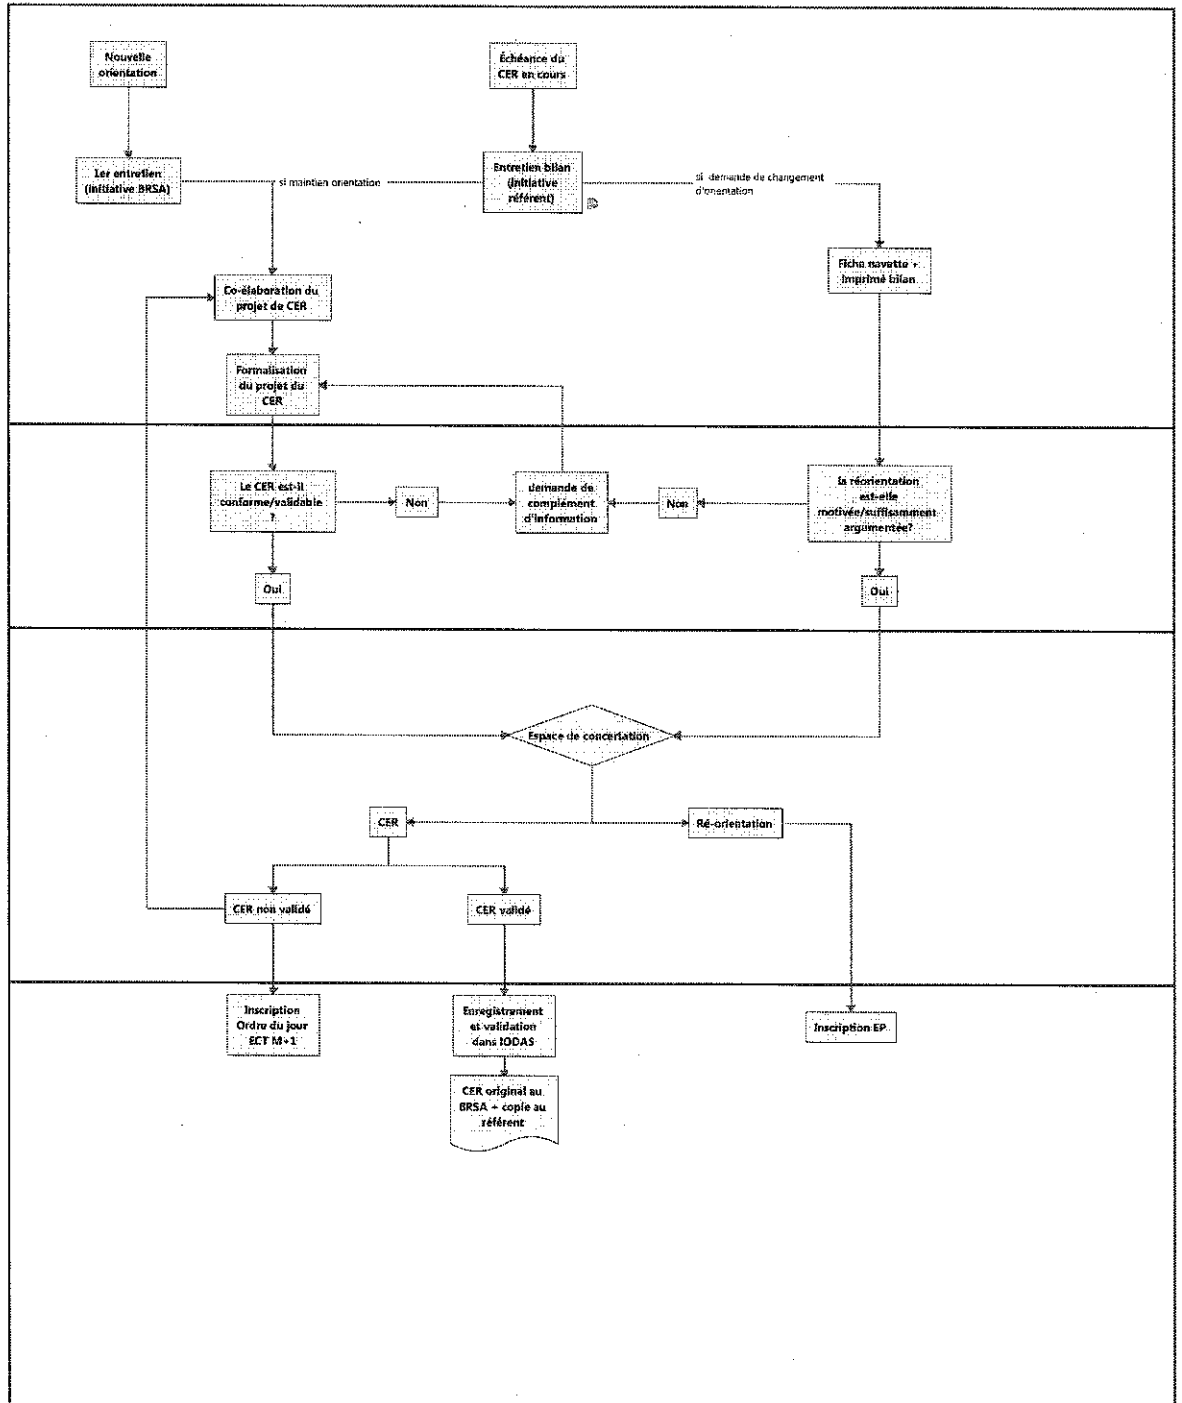 Nouvelle
orientation
Échéance du
CER en cours
1er entretien
(initiative BRSA)
si maintien orientation
Entretien bilan
(initiative
référent)
si demande de changement
d'orientation
Fiche navette +
Imprimé bilan
Co-élaboration du
projet de CER
Formalisation
du projet du
CER
Le CER est-il
conforme/validable
?
Non
demande de
complément
d'information
Non
la réorientation
est-elle
motivée/suffisamment
argumentée?
Oui
Oui
Espace de concertation
CER
Ré-orientation
CER non validé
CER validé
Inscription
Ordre du jour
ECT M+1
Enregistrement
et validation
dans IODAS
Inscription EP
CER original au
BRSA + copie au
référent